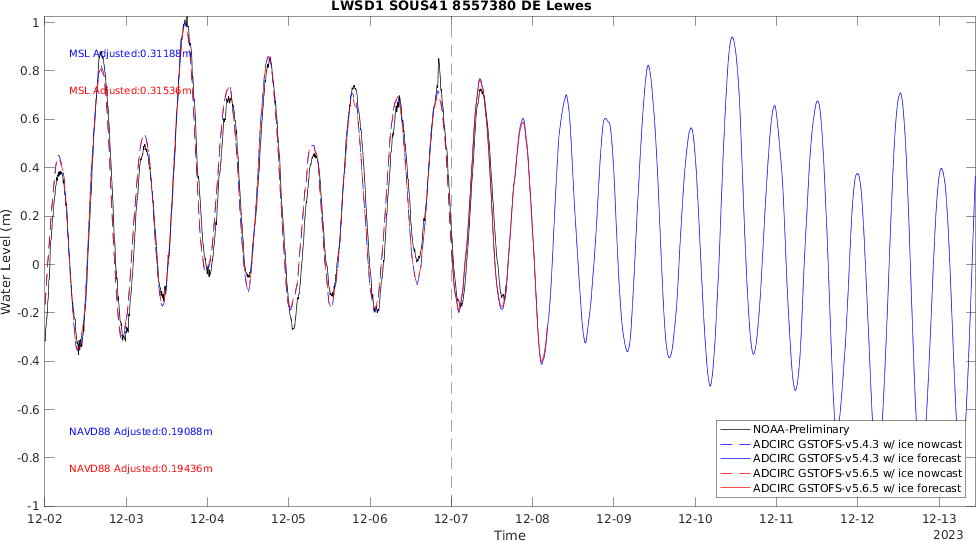 LWSD1 SOUS41 8557380 DE Lewes
1
0.8
0.6
0.4
0.2
0
-0.2
-0.4
-0.6
-0.8
-1
Water Level (m)
MSL Adjusted:0.31188m
MSL Adjusted:0.31536m
NAVD88 Adjusted:0.19088m
NAVD88 Adjusted:0.19436m
NOAA-Preliminary
ADCIRC GSTOFS-v5.4.3 w/ ice nowcast
ADCIRC GSTOFS-v5.4.3 w/ ice forecast
ADCIRC GSTOFS-v5.6.5 w/ ice nowcast
ADCIRC GSTOFS-v5.6.5 w/ ice forecast
12-02 12-03 12-04 12-05 12-06 12-07 12-08 12-09 12-10 12-11 12-12 12-13
Time
2023